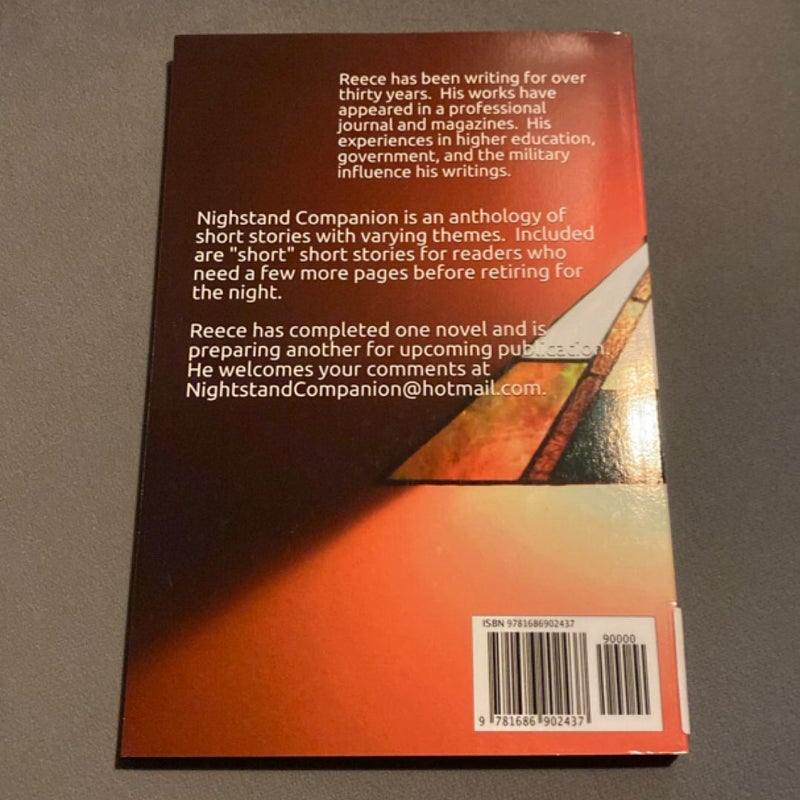 Reece has been writing for over
thirty years. His works have
appeared in a professional
journal and magazines. His
experiences in higher education,
government, and the military
influence his writings.
Nighstand Companion is an anthology of
short stories with varying themes. Included
are "short" short stories for readers who
need a few more pages before retiring for
the night.
Reece has completed one novel and is
preparing another for upcoming publication.
He welcomes your comments at
NightstandCompanion@hotmail.com.
ISBN 9781686902437
90000
9 781686 902437